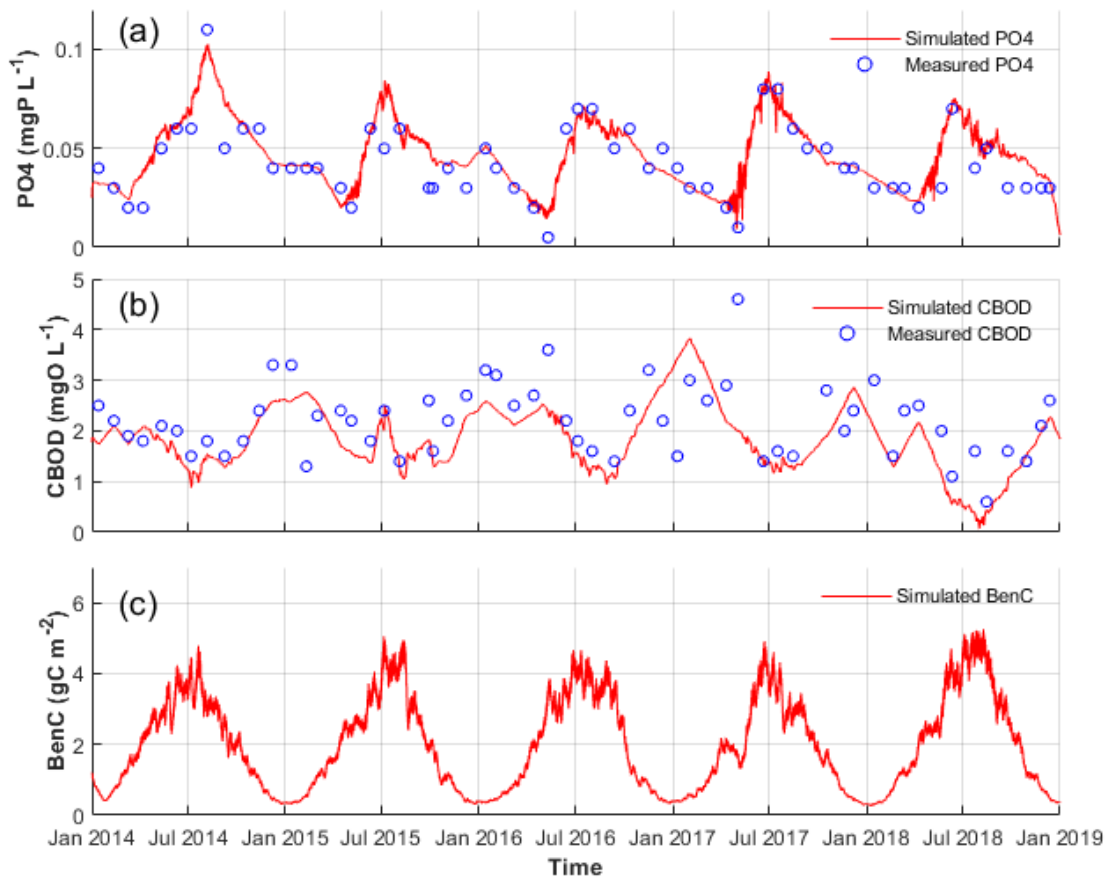 (a)
Simulated PO4
Measured PO4
0.1
0.05
0
PO4 (mgP L⁻¹)
(b)
Simulated CBOD
Measured CBOD
5
4
3
2
1
0
CBOD (mgO L⁻¹)
(c)
Simulated BenC
6
4
2
0
BenC (gC m⁻²)
Jan 2014 Jul 2014 Jan 2015 Jul 2015 Jan 2016 Jul 2016 Jan 2017 Jul 2017 Jan 2018 Jul 2018 Jan 2019
Time